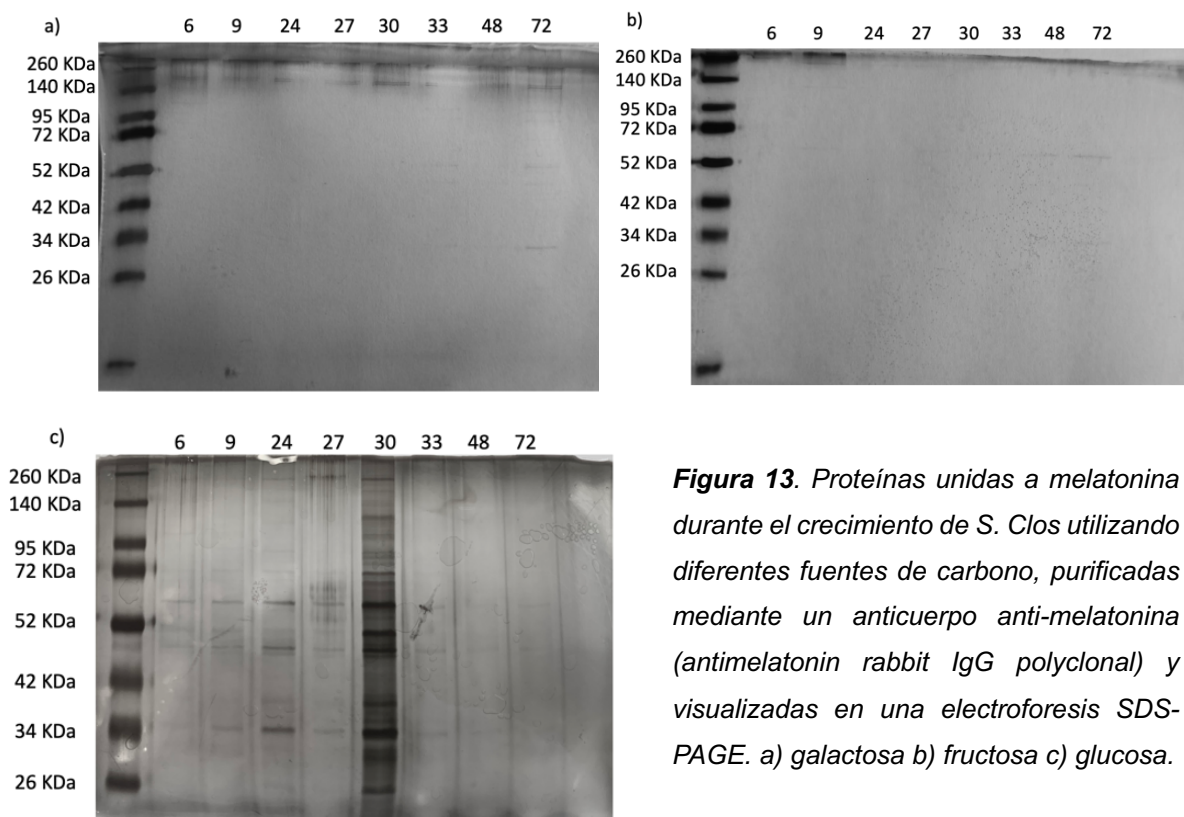 a)
6 9 24 27 30 33 48 72
260 KDa
140 KDa
95 KDa
72 KDa
52 KDa
42 KDa
34 KDa
26 KDa
b)
6 9 24 27 30 33 48 72
260 KDa
140 KDa
95 KDa
72 KDa
52 KDa
42 KDa
34 KDa
26 KDa
c)
6 9 24 27 30 33 48 72
260 KDa
140 KDa
95 KDa
72 KDa
52 KDa
42 KDa
34 KDa
26 KDa
Figura 13. Proteínas unidas a melatonina
durante el crecimiento de S. Clos utilizando
diferentes fuentes de carbono, purificadas
mediante un anticuerpo anti-melatonina
(antimelatonin rabbit IgG polyclonal) y
visualizadas en una electroforesis SDS-
PAGE. a) galactosa b) fructosa c) glucosa.